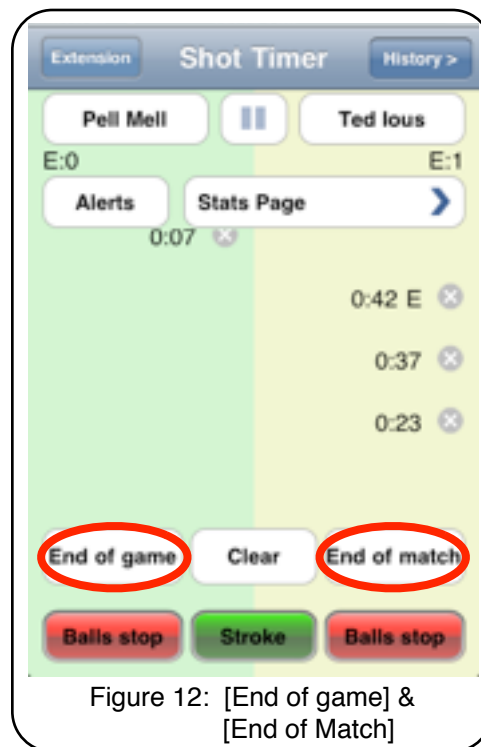 Extension Shot Timer History >
Pell Mell Ted Ious
E:0 E:1
Alerts Stats Page
0:07
0:42 E
0:37
0:23
End of game Clear End of match
Balls stop Stroke Balls stop
Figure 12: [End of game] &
[End of Match]